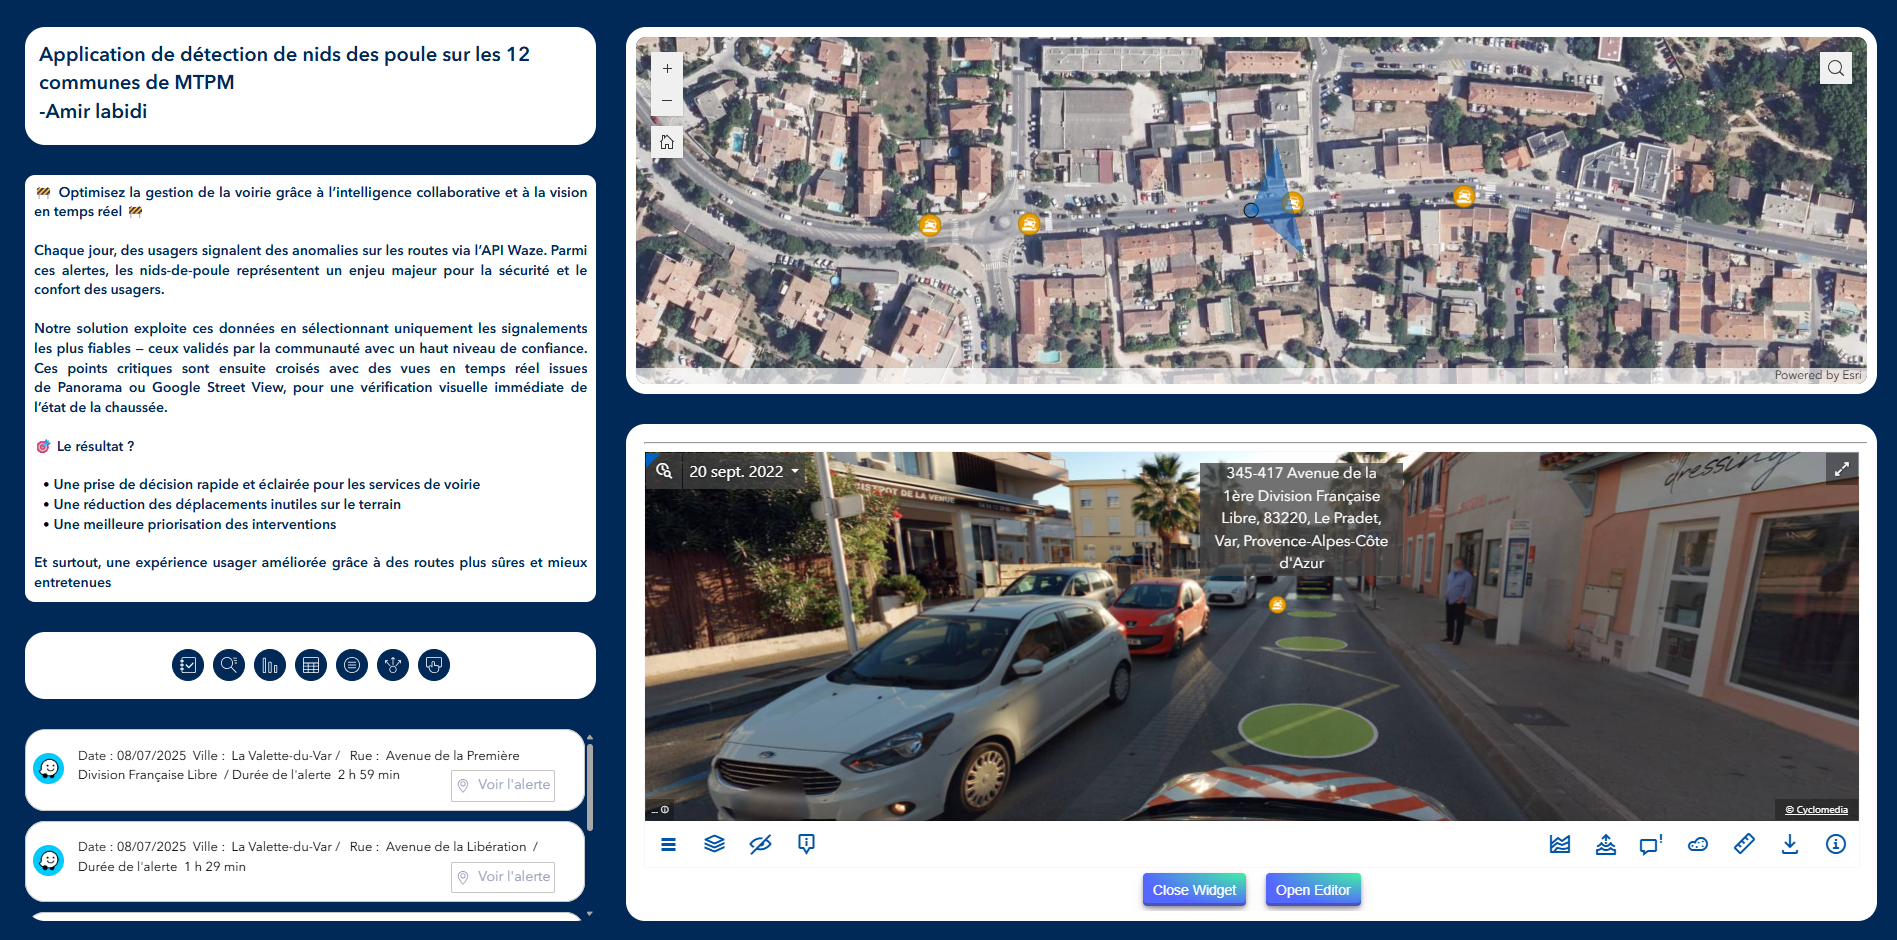 Application de détection de nids des poule sur les 12
communes de MTPM
-Amir labidi
🚧 Optimisez la gestion de la voirie grâce à l'intelligence collaborative et à la vision
en temps réel 🚧
Chaque jour, des usagers signalent des anomalies sur les routes via l'API Waze. Parmi
ces alertes, les nids-de-poule représentent un enjeu majeur pour la sécurité et le
confort des usagers.
Notre solution exploite ces données en sélectionnant uniquement les signalements
les plus fiables – ceux validés par la communauté avec un haut niveau de confiance.
Ces points critiques sont ensuite croisés avec des vues en temps réel issues
de Panorama ou Google Street View, pour une vérification visuelle immédiate de
l'état de la chaussée.
🎯 Le résultat ?
• Une prise de décision rapide et éclairée pour les services de voirie
• Une réduction des déplacements inutiles sur le terrain
• Une meilleure priorisation des interventions
Et surtout, une expérience usager améliorée grâce à des routes plus sûres et mieux
entretenues
Date : 08/07/2025 Ville : La Valette-du-Var / Rue : Avenue de la Première
Division Française Libre / Durée de l'alerte 2 h 59 min
Voir l'alerte
Date : 08/07/2025 Ville : La Valette-du-Var / Rue : Avenue de la Libération /
Durée de l'alerte 1 h 29 min
Voir l'alerte
+
−
Powered by Esri
20 sept. 2022
345-417 Avenue de la
1ère Division Française
Libre, 83220, Le Pradet,
Var, Provence-Alpes-Côte
d'Azur
BISTROT DE LA VENUE
dressing
... 
© Cyclomedia
Close Widget
Open Editor